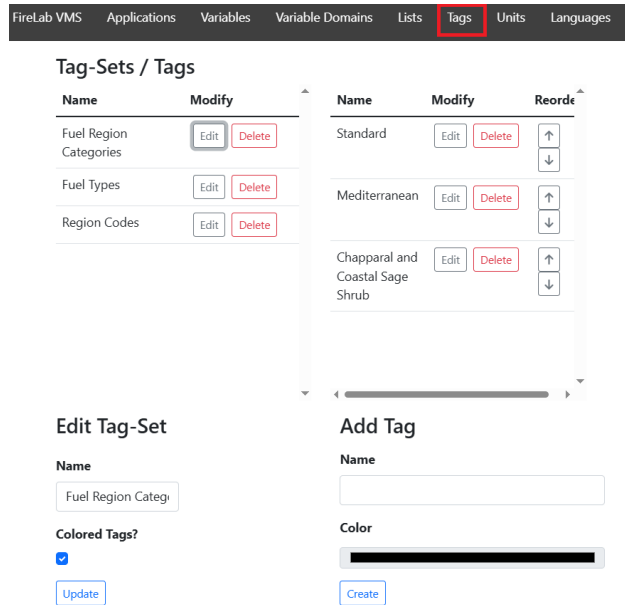 FireLab VMS Applications Variables Variable Domains Lists Tags Units Languages
Tag-Sets / Tags
Name Modify
Fuel Region
Categories
Edit Delete
Fuel Types Edit Delete
Region Codes Edit Delete
Name Modify Reorde
Standard Edit Delete
Mediterranean Edit Delete
Chapparal and
Coastal Sage
Shrub
Edit Delete
Edit Tag-Set
Name
Fuel Region Catego
Colored Tags?
Update
Add Tag
Name
Color
Create